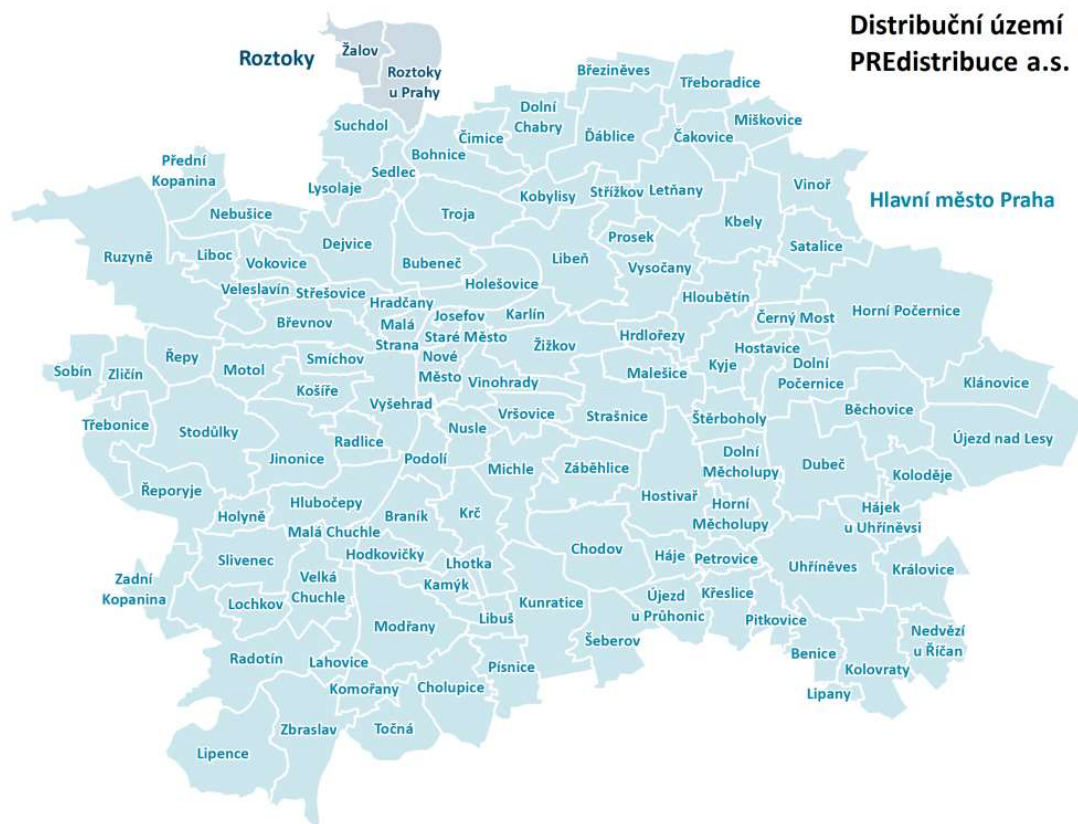 Distribuční území
PREdistribuce a.s.
Roztoky
Žalov
Roztoky
u Prahy
Březiněves
Třeboradice
Dolní
Chabry
Miškovice
Suchdol
Čimice
Ďáblice
Čakovice
Bohnice
Přední
Kopanina
Sedlec
Lysolaje
Kobylisy
Střížkov
Letňany
Vinoř
Hlavní město Praha
Nebušice
Troja
Kbely
Ruzyně
Liboc
Vokovice
Dejvice
Bubeneč
Libeň
Prosek
Vysočany
Satalice
Veleslavín
Střešovice
Holešovice
Hloubětín
Hradčany
Břevnov
Malá
Strana
Josefov
Staré Město
Karlín
Černý Most
Horní Počernice
Hrdlořezy
Žižkov
Hostavice
Sobín
Zličín
Řepy
Motol
Smíchov
Nové
Město
Vinohrady
Malešice
Kyje
Dolní
Počernice
Klánovice
Košíře
Vyšehrad
Vršovice
Strašnice
Štěrboholy
Běchovice
Třebonice
Stodůlky
Radlice
Nusle
Újezd nad Lesy
Jinonice
Podolí
Michle
Záběhlice
Dolní
Měcholupy
Dubeč
Koloděje
Řeporyje
Hlubočepy
Hostivař
Horní
Měcholupy
Hájek
u Uhříněvsi
Holyně
Malá Chuchle
Braník
Krč
Slivenec
Hodkovičky
Lhotka
Chodov
Háje
Petrovice
Uhříněves
Královice
Zadní
Kopanina
Velká
Chuchle
Kamýk
Lochkov
Libuš
Kunratice
Újezd
u Průhonic
Křeslice
Pitkovice
Modřany
Šeberov
Nedvězí
u Říčan
Radotín
Lahovice
Písnice
Benice
Kolovraty
Komořany
Cholupice
Lipany
Lipence
Zbraslav
Točná